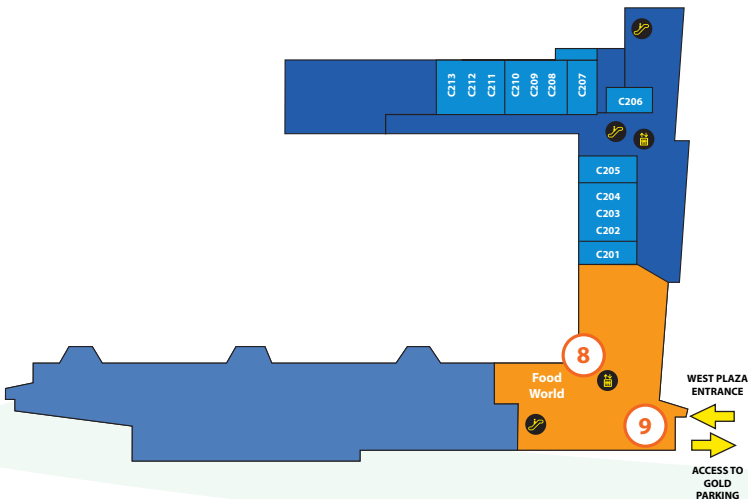 C213
C212
C211
C210
C209
C208
C207
C206
C205
C204
C203
C202
C201
8
Food
World
9
WEST PLAZA
ENTRANCE
ACCESS TO
GOLD
PARKING